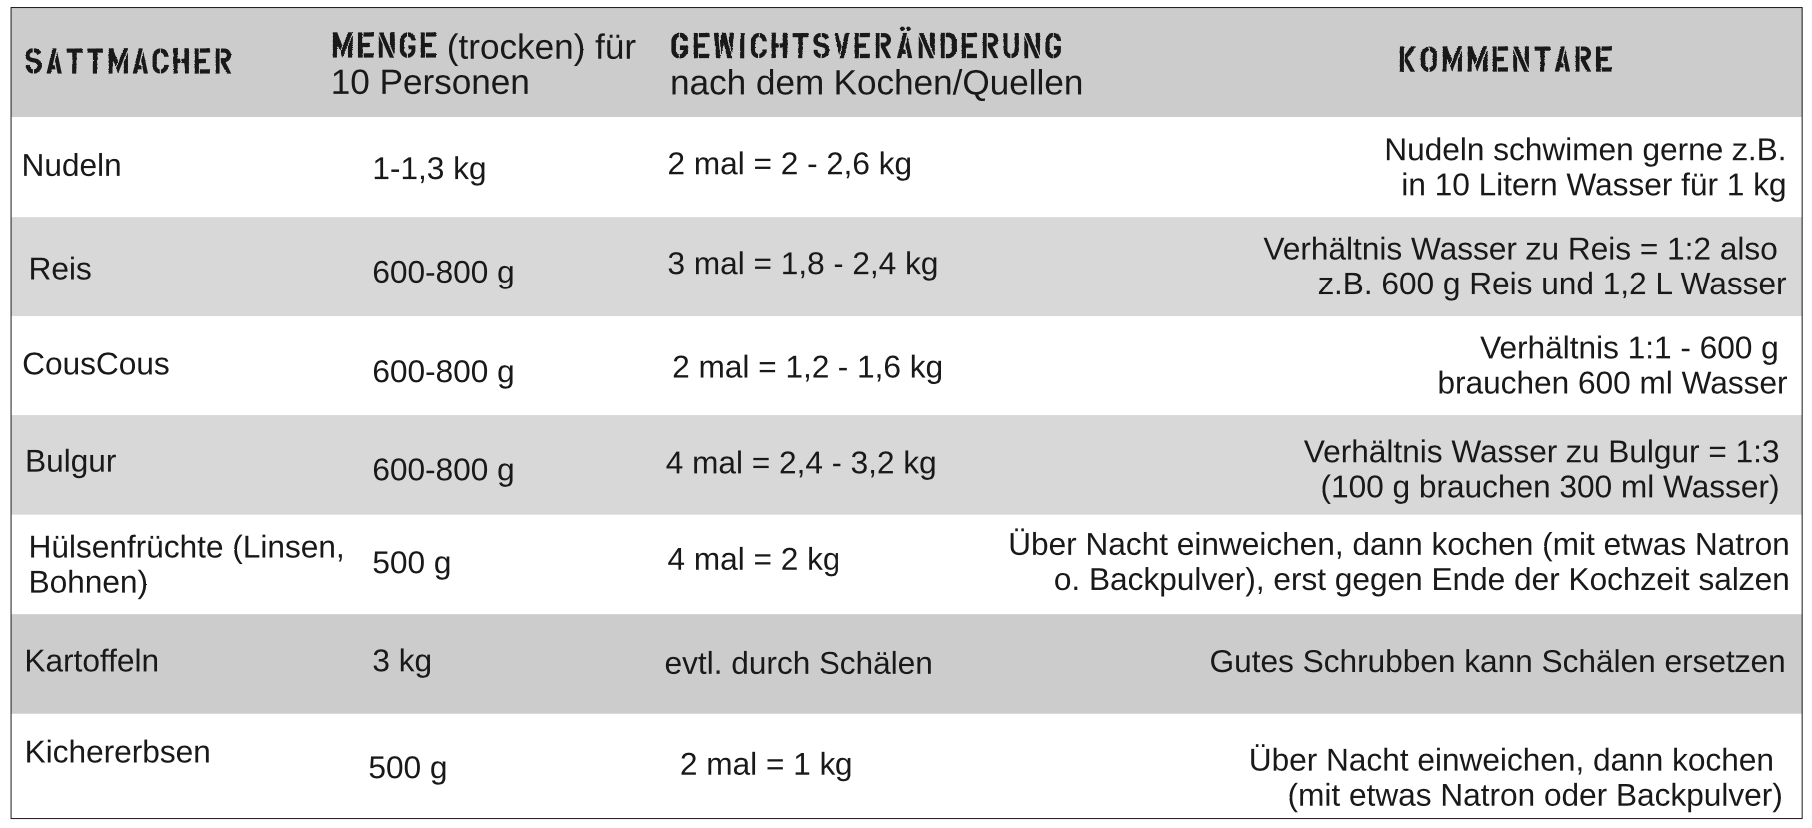 SATTMACHER
MENGE (trocken) für
10 Personen
GEWICHTSVERÄNDERUNG
nach dem Kochen/Quellen
KOMMENTARE
Nudeln
1-1,3 kg
2 mal = 2 - 2,6 kg
Nudeln schwimen gerne z.B.
in 10 Litern Wasser für 1 kg
Reis
600-800 g
3 mal = 1,8 - 2,4 kg
Verhältnis Wasser zu Reis = 1:2 also
z.B. 600 g Reis und 1,2 L Wasser
CousCous
600-800 g
2 mal = 1,2 - 1,6 kg
Verhältnis 1:1 - 600 g
brauchen 600 ml Wasser
Bulgur
600-800 g
4 mal = 2,4 - 3,2 kg
Verhältnis Wasser zu Bulgur = 1:3
(100 g brauchen 300 ml Wasser)
Hülsenfrüchte (Linsen,
Bohnen)
500 g
4 mal = 2 kg
Über Nacht einweichen, dann kochen (mit etwas Natron
o. Backpulver), erst gegen Ende der Kochzeit salzen
Kartoffeln
3 kg
evtl. durch Schälen
Gutes Schrubben kann Schälen ersetzen
Kichererbsen
500 g
2 mal = 1 kg
Über Nacht einweichen, dann kochen
(mit etwas Natron oder Backpulver)